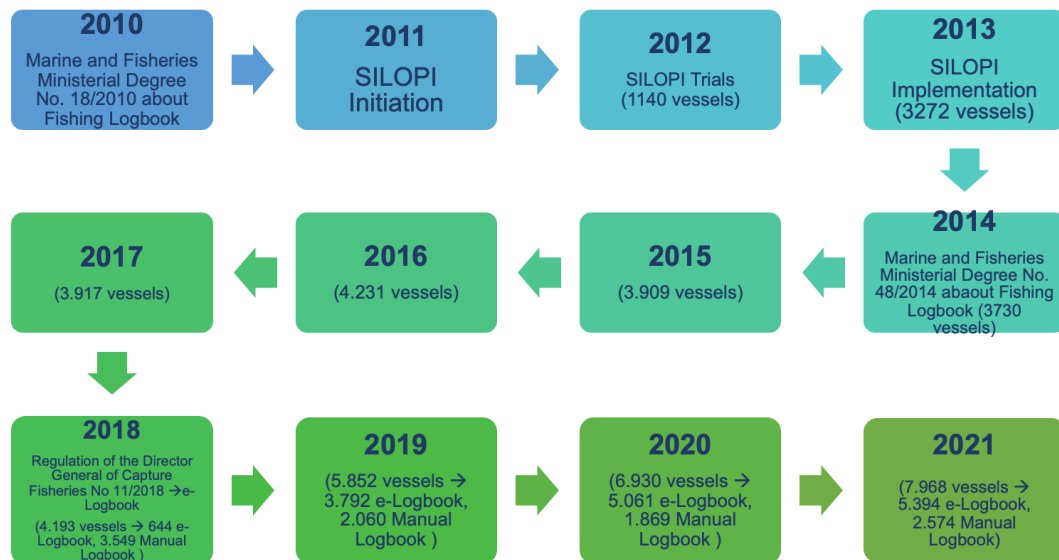 2010
Marine and Fisheries
Ministerial Degree
No. 18/2010 about
Fishing Logbook
2011
SILOPI
Initiation
2012
SILOPI Trials
(1140 vessels)
2013
SILOPI
Implementation
(3272 vessels)
2014
Marine and Fisheries
Ministerial Degree No.
48/2014 abaout Fishing
Logbook (3730
vessels)
2015
(3.909 vessels)
2016
(4.231 vessels)
2017
(3.917 vessels)
2018
Regulation of the Director
General of Capture
Fisheries No 11/2018 →e-
Logbook
(4.193 vessels → 644 e-
Logbook, 3.549 Manual
Logbook )
2019
(5.852 vessels →
3.792 e-Logbook,
2.060 Manual
Logbook )
2020
(6.930 vessels →
5.061 e-Logbook,
1.869 Manual
Logbook )
2021
(7.968 vessels →
5.394 e-Logbook,
2.574 Manual
Logbook)